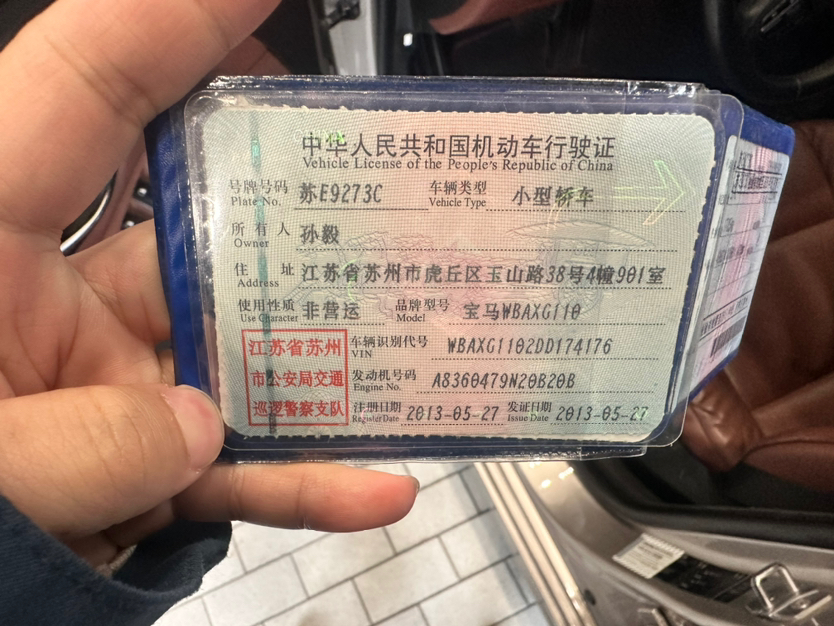 中华人民共和国机动车行驶证
Vehicle License of the People's Republic of China
号牌号码 Plate No. 苏E9273C 车辆类型 Vehicle Type 小型轿车
所有人 Owner 孙毅
住址 Address 江苏省苏州市虎丘区玉山路38号4幢901室
使用性质 Use Character 非营运 品牌型号 Model 宝马WBAXG110
江苏省苏州
市公安局交通
巡逻警察支队
车辆识别代号 VIN WBAXG1102DD174176
发动机号码 Engine No. A8360479N20B20B
注册日期 Register Date 2013-05-27 发证日期 Issue Date 2013-05-27